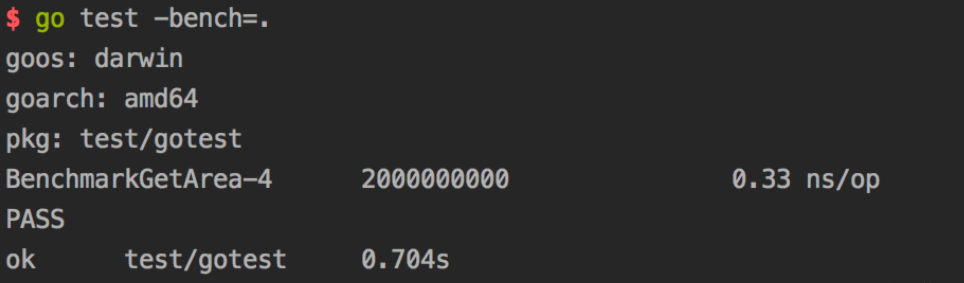 $ go test -bench=.
goos: darwin
goarch: amd64
pkg: test/gotest
BenchmarkGetArea-4      2000000000               0.33 ns/op
PASS
ok      test/gotest     0.704s